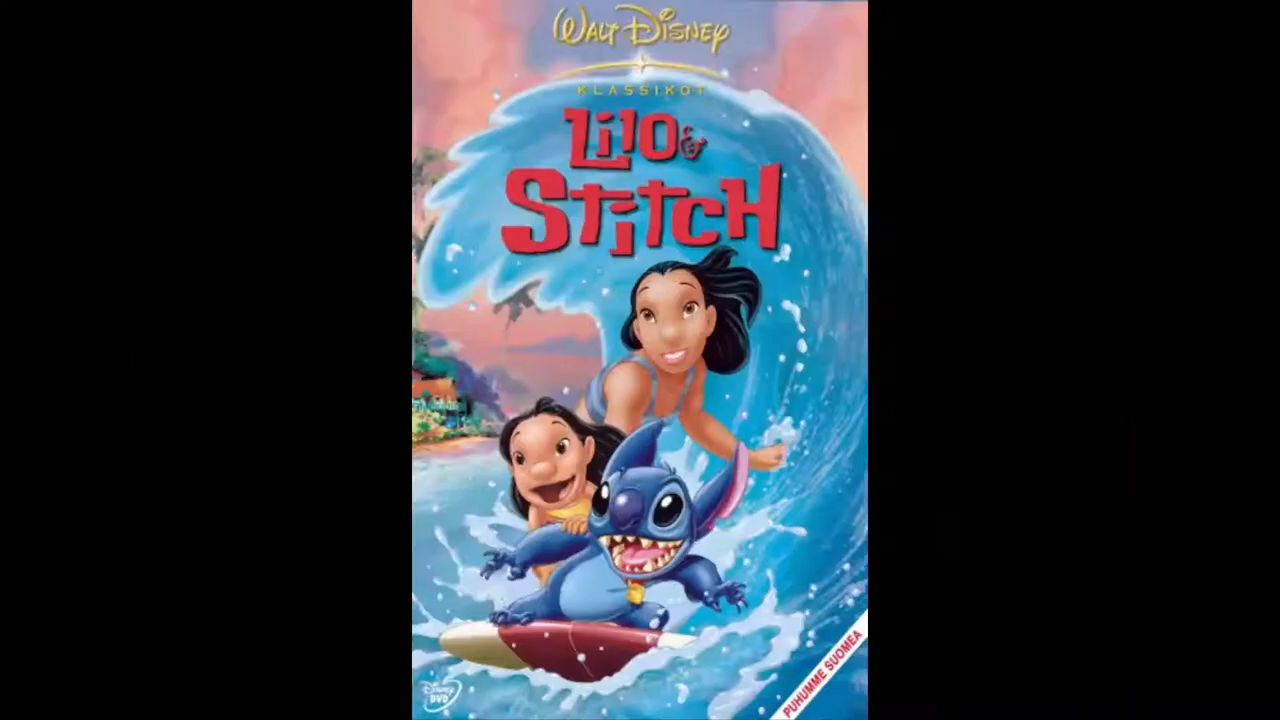 WALT DISNEY
KLASSIKOT
Lilo &
Stitch
PUHUMME SUOMEA
Disney
DVD